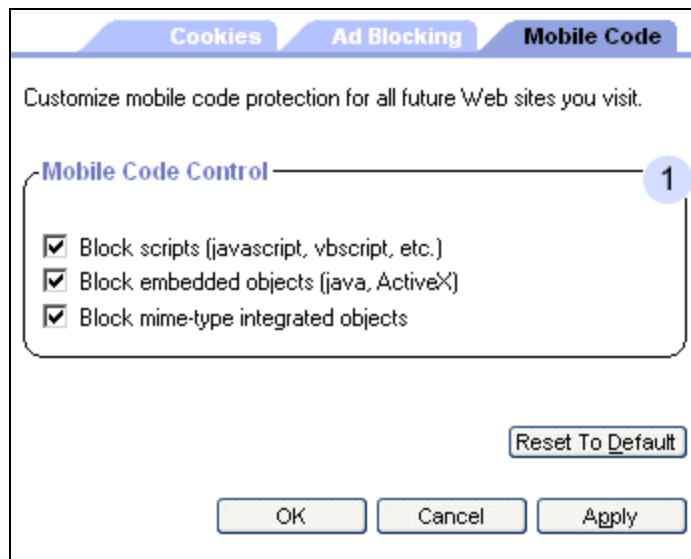 Cookies Ad Blocking Mobile Code
Customize mobile code protection for all future Web sites you visit.
Mobile Code Control 1
Block scripts (javascript, vbscript, etc.)
Block embedded objects (java, ActiveX)
Block mime-type integrated objects
Reset To Default
OK Cancel Apply